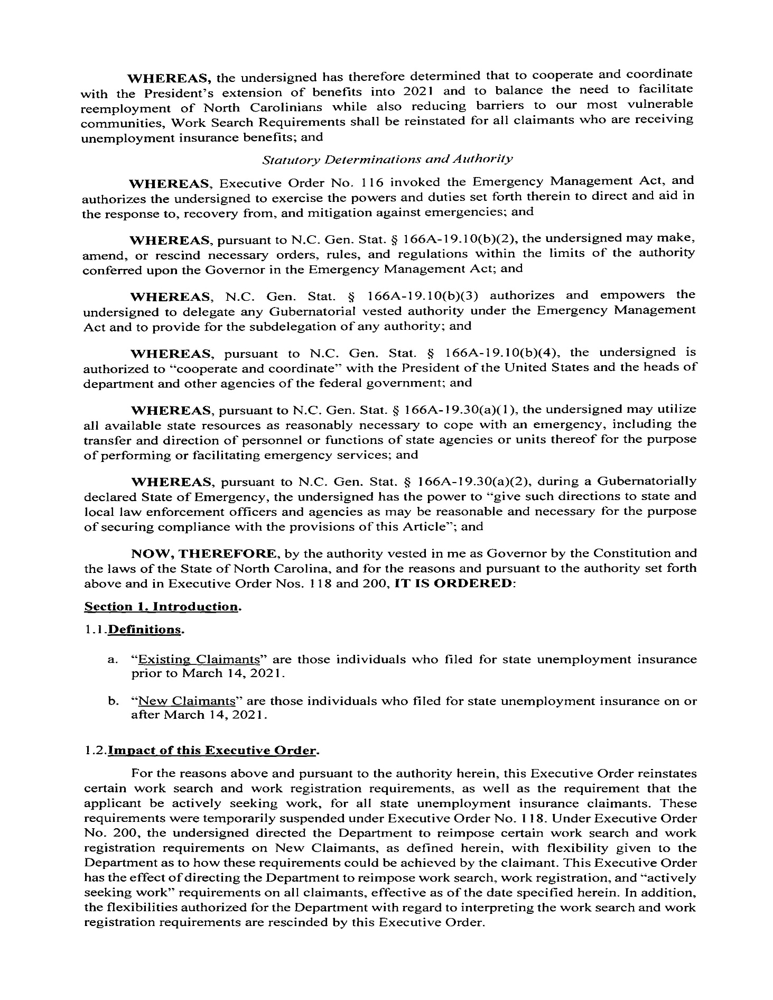 WHEREAS, the undersigned has therefore determined that to cooperate and coordinate
with the President's extension of benefits into 2021 and to balance the need to facilitate
reemployment of North Carolinians while also reducing barriers to our most vulnerable
communities, Work Search Requirements shall be reinstated for all claimants who are receiving
unemployment insurance benefits; and
Statutory Determinations and Authority
WHEREAS, Executive Order No. 116 invoked the Emergency Management Act, and
authorizes the undersigned to exercise the powers and duties set forth therein to direct and aid in
the response to, recovery from, and mitigation against emergencies; and
WHEREAS, pursuant to N.C. Gen. Stat. § 166A-19.10(b)(2), the undersigned may make,
amend, or rescind necessary orders, rules, and regulations within the limits of the authority
conferred upon the Governor in the Emergency Management Act; and
WHEREAS, N.C. Gen. Stat. § 166A-19.10(b)(3) authorizes and empowers the
undersigned to delegate any Gubernatorial vested authority under the Emergency Management
Act and to provide for the subdelegation of any authority; and
WHEREAS, pursuant to N.C. Gen. Stat. § 166A-19.10(b)(4), the undersigned is
authorized to "cooperate and coordinate" with the President of the United States and the heads of
department and other agencies of the federal government; and
WHEREAS, pursuant to N.C. Gen. Stat. § 166A-19.30(a)(1), the undersigned may utilize
all available state resources as reasonably necessary to cope with an emergency, including the
transfer and direction of personnel or functions of state agencies or units thereof for the purpose
of performing or facilitating emergency services; and
WHEREAS, pursuant to N.C. Gen. Stat. § 166A-19.30(a)(2), during a Gubernatorially
declared State of Emergency, the undersigned has the power to "give such directions to state and
local law enforcement officers and agencies as may be reasonable and necessary for the purpose
of securing compliance with the provisions of this Article"; and
NOW, THEREFORE, by the authority vested in me as Governor by the Constitution and
the laws of the State of North Carolina, and for the reasons and pursuant to the authority set forth
above and in Executive Order Nos. 118 and 200, IT IS ORDERED:
Section 1. Introduction.
1.1.Definitions.
a. "Existing Claimants" are those individuals who filed for state unemployment insurance
prior to March 14, 2021.
b. "New Claimants" are those individuals who filed for state unemployment insurance on or
after March 14, 2021.
1.2.Impact of this Executive Order.
For the reasons above and pursuant to the authority herein, this Executive Order reinstates
certain work search and work registration requirements, as well as the requirement that the
applicant be actively seeking work, for all state unemployment insurance claimants. These
requirements were temporarily suspended under Executive Order No. 118. Under Executive Order
No. 200, the undersigned directed the Department to reimpose certain work search and work
registration requirements on New Claimants, as defined herein, with flexibility given to the
Department as to how these requirements could be achieved by the claimant. This Executive Order
has the effect of directing the Department to reimpose work search, work registration, and "actively
seeking work" requirements on all claimants, effective as of the date specified herein. In addition,
the flexibilities authorized for the Department with regard to interpreting the work search and work
registration requirements are rescinded by this Executive Order.